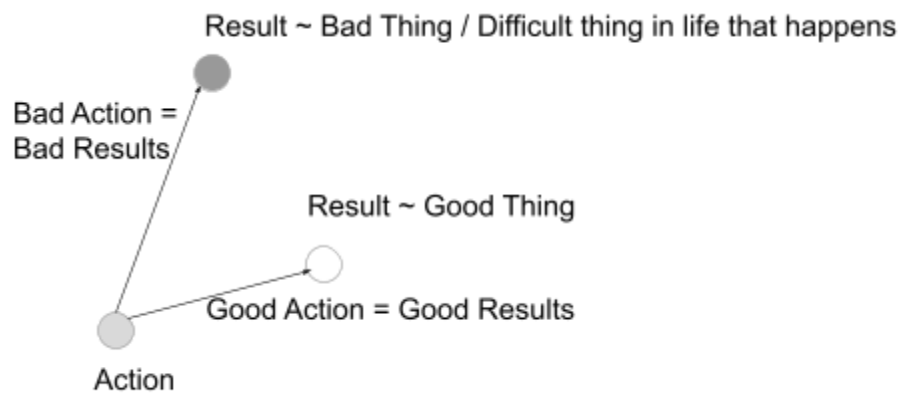 Result ~ Bad Thing / Difficult thing in life that happens
Bad Action =
Bad Results
Result ~ Good Thing
Good Action = Good Results
Action